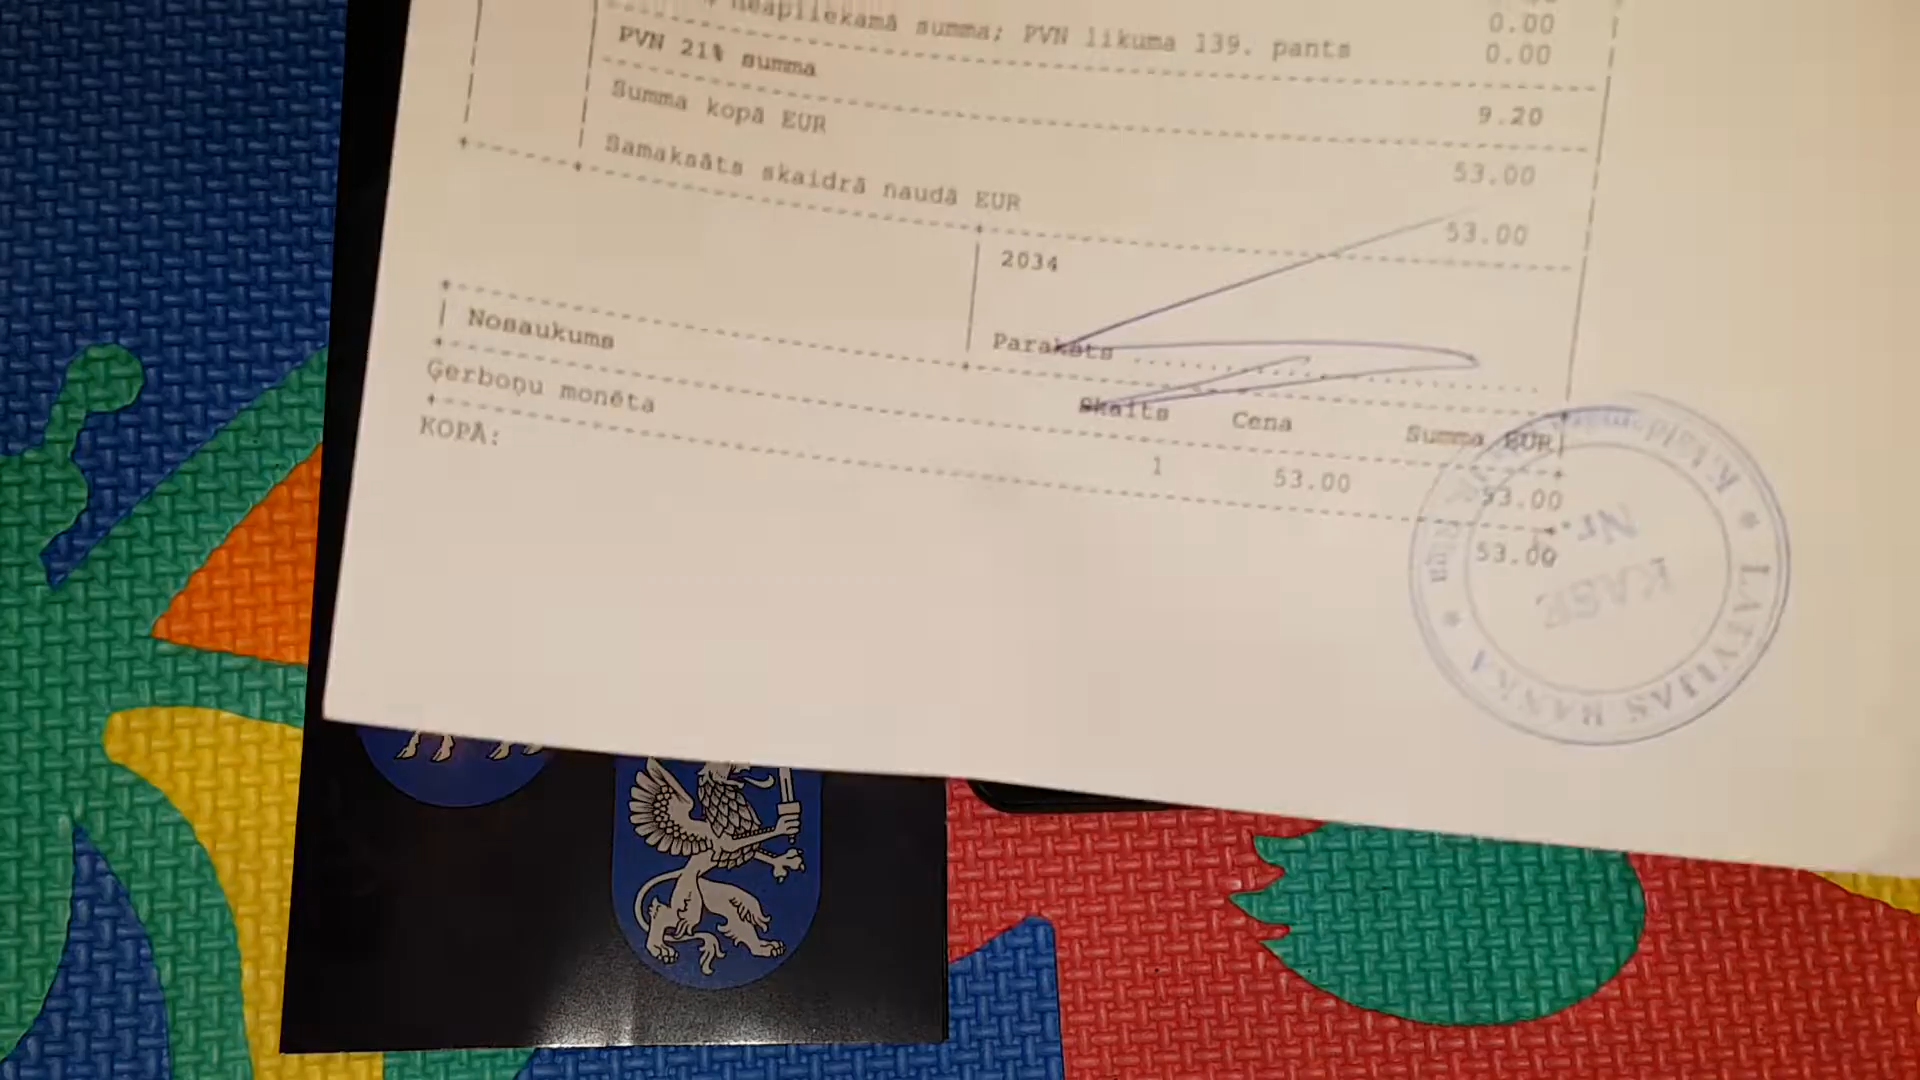 neapliekamā summa; PVN likuma 139. pants 0.00
0.00
PVN 21% summa 9.20
Summa kopā EUR 53.00
Samaksāts skaidrā naudā EUR 53.00
2034
Paraksts
Nosaukums Skaits Cena Summa EUR
Ģerboņu monēta 1 53.00 53.00
KOPĀ: 53.00
LATVIJAS BANKA
Rīga
KASE
Nr.